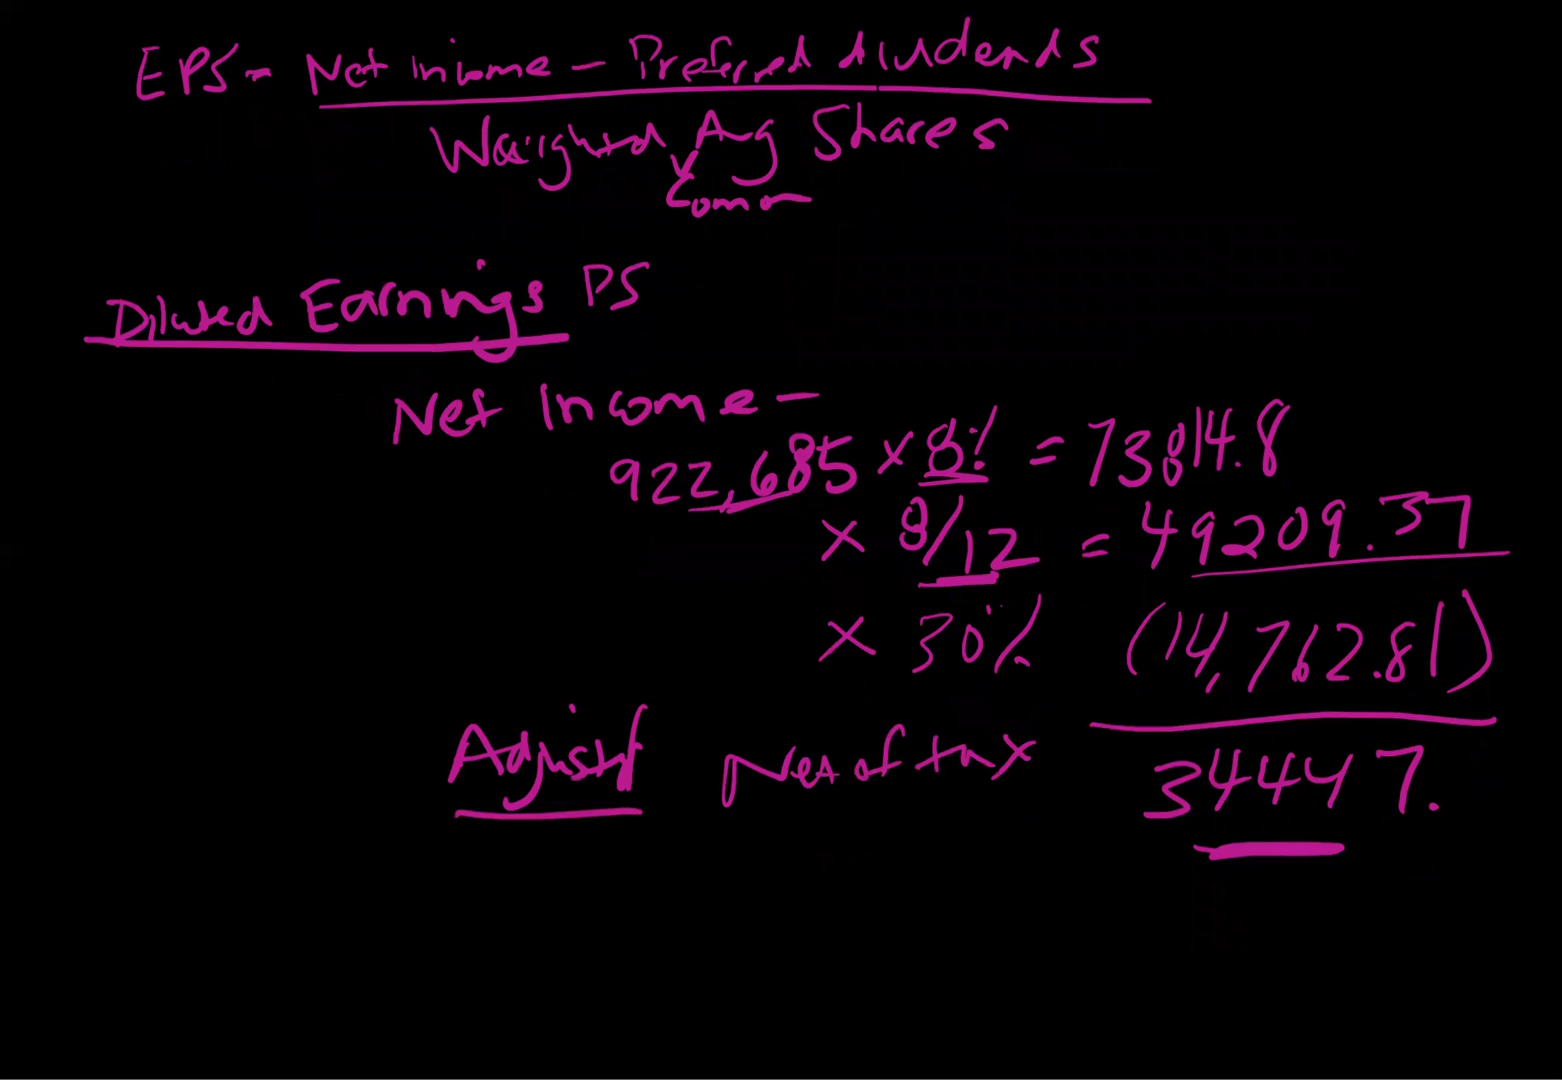 EPS = Net income - Preferred dividends
Weighted Avg Shares
Common
Diluted Earnings PS
Net Income -
922,685 x 8% = 73814.8
x 8/12 = 49209.37
x 30% (14,762.81)
Adjust Net of tax 34447.